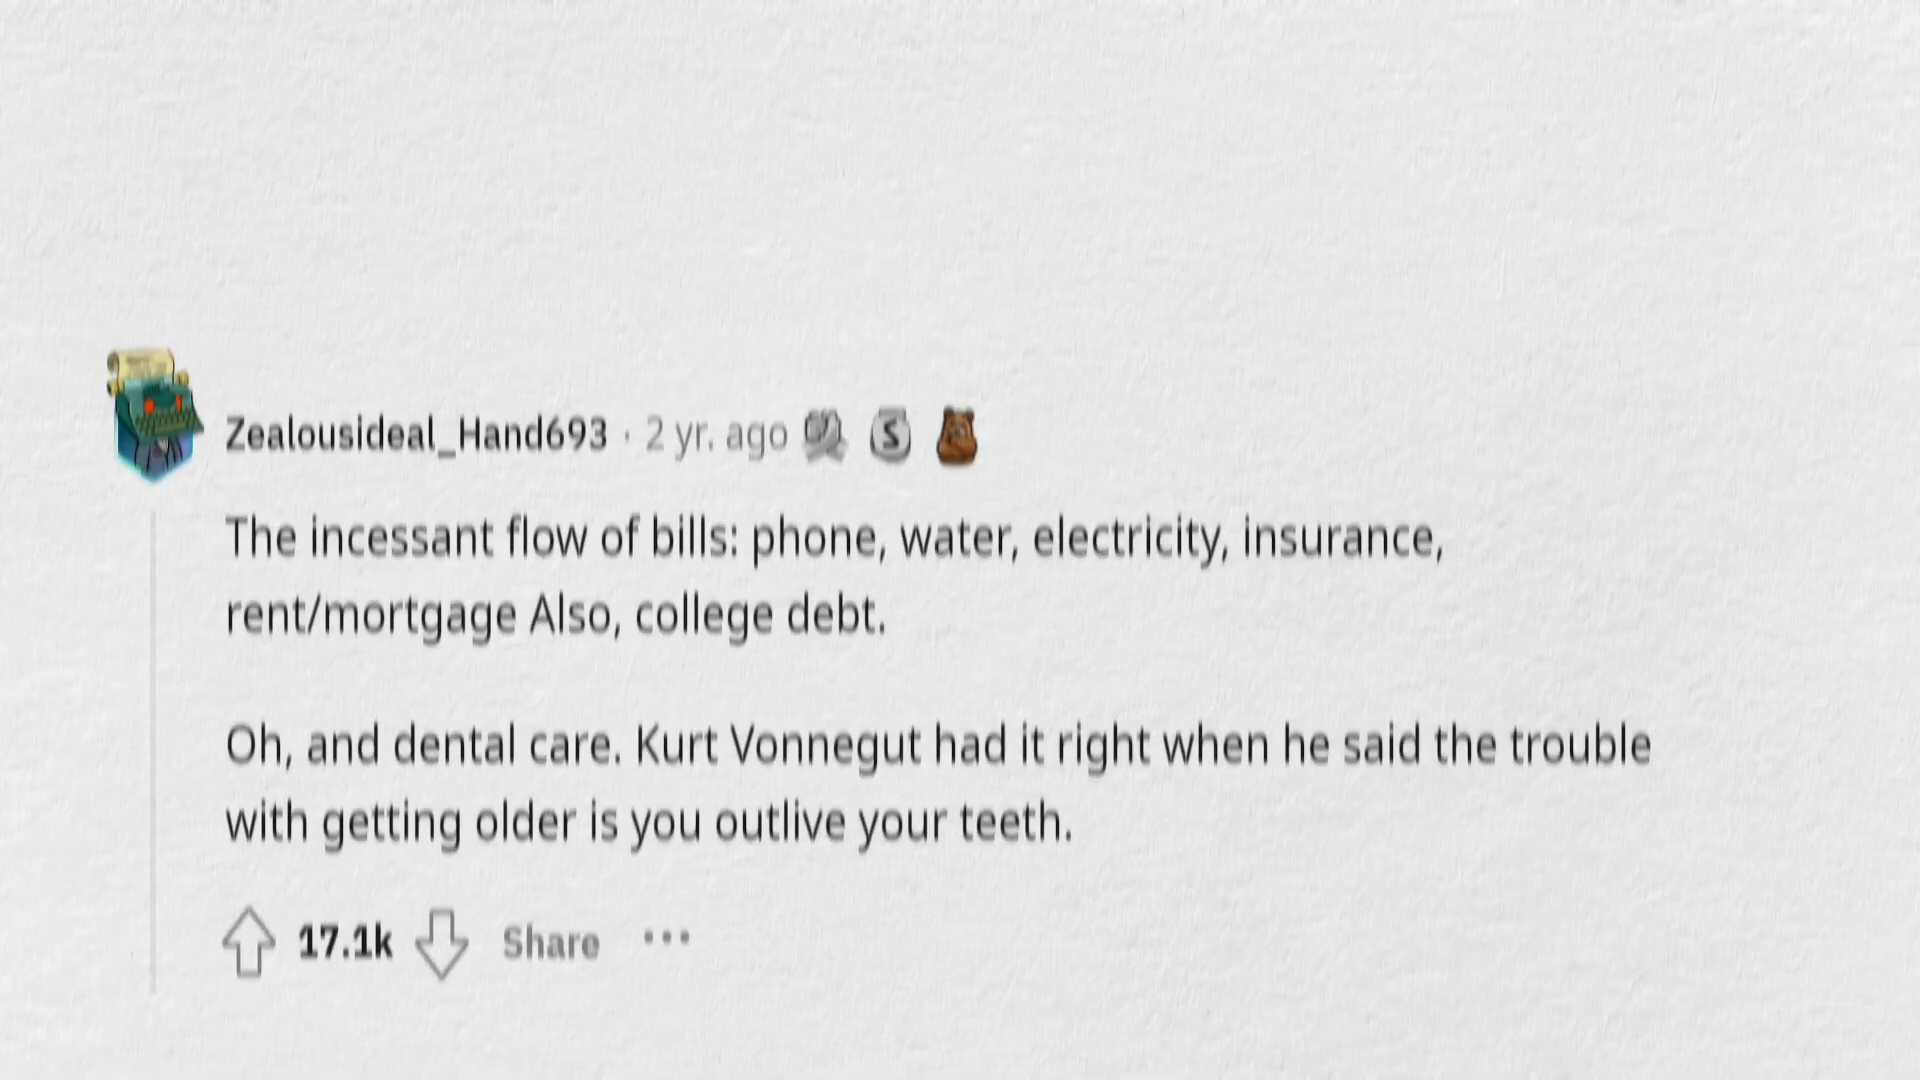 Zealousideal_Hand693 · 2 yr. ago S
The incessant flow of bills: phone, water, electricity, insurance,
rent/mortgage Also, college debt.
Oh, and dental care. Kurt Vonnegut had it right when he said the trouble
with getting older is you outlive your teeth.
17.1k Share ...